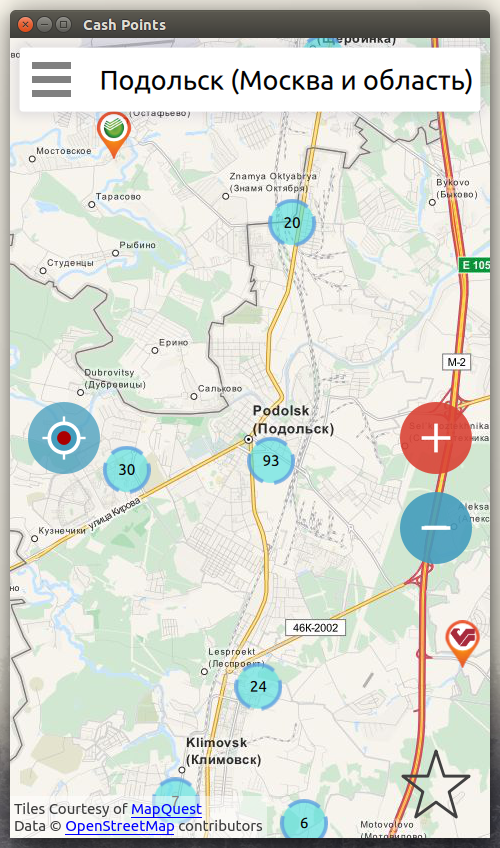 Cash Points
(Щербинка)
Подольск (Москва и область)
(Остафьево)
Мостовское
Znamya Oktyabrya
(Знамя Октября)
Bykovo
(Быково)
Тарасово
20
Рыбино
E 105
Студенцы
M-2
Ерино
Dubrovitsy
(Дубровицы)
Сальково
Podolsk
(Подольск)
93
30
улица Кирова
Кузнечики
46К-2002
Lesproekt
(Леспроект)
24
Klimovsk
(Климовск)
7
6
Motovolovo
(Мотовилово)
Tiles Courtesy of MapQuest
Data © OpenStreetMap contributors